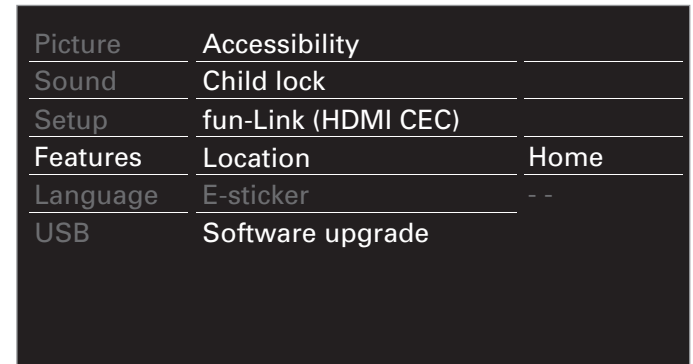 Picture Accessibility
Sound Child lock
Setup fun-Link (HDMI CEC)
Features Location Home
Language E-sticker - -
USB Software upgrade